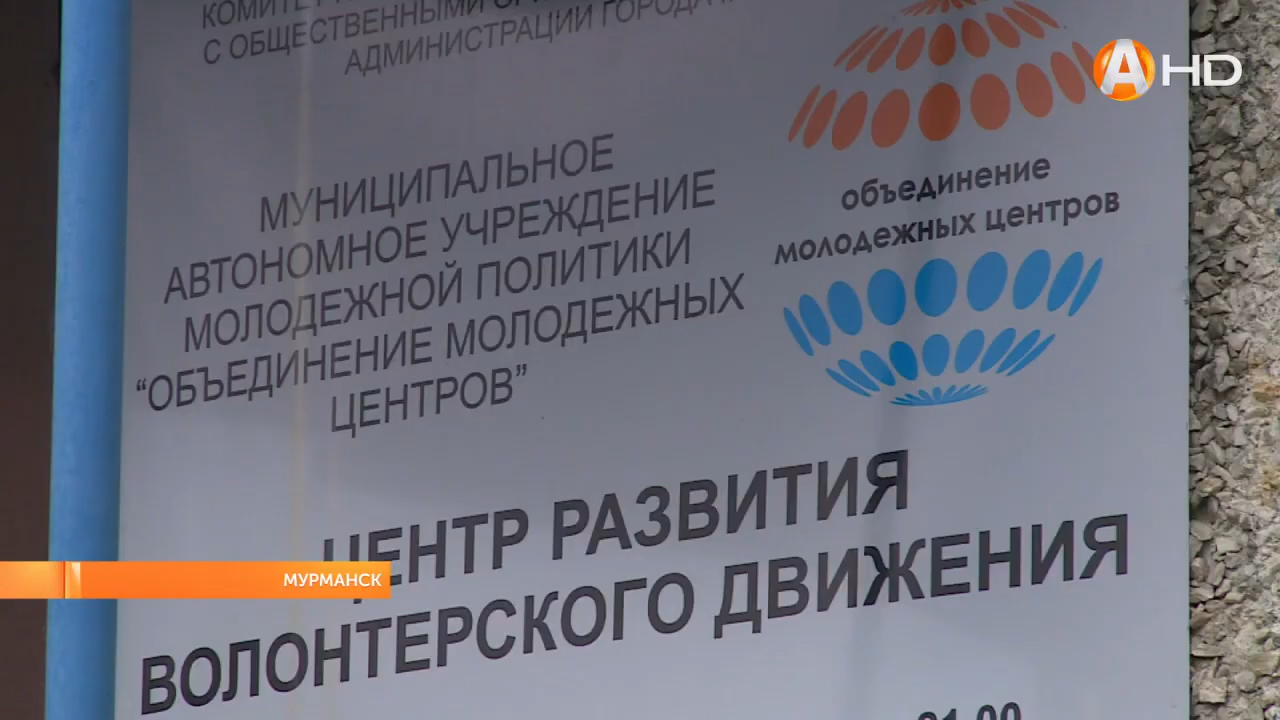 С ОБЩЕСТВЕННЫМИ
АДМИНИСТРАЦИИ ГОРОДА
МУНИЦИПАЛЬНОЕ
АВТОНОМНОЕ УЧРЕЖДЕНИЕ
МОЛОДЕЖНОЙ ПОЛИТИКИ
“ОБЪЕДИНЕНИЕ МОЛОДЕЖНЫХ
ЦЕНТРОВ”
объединение
молодежных центров
ЦЕНТР РАЗВИТИЯ
ВОЛОНТЕРСКОГО ДВИЖЕНИЯ
МУРМАНСК
А HD